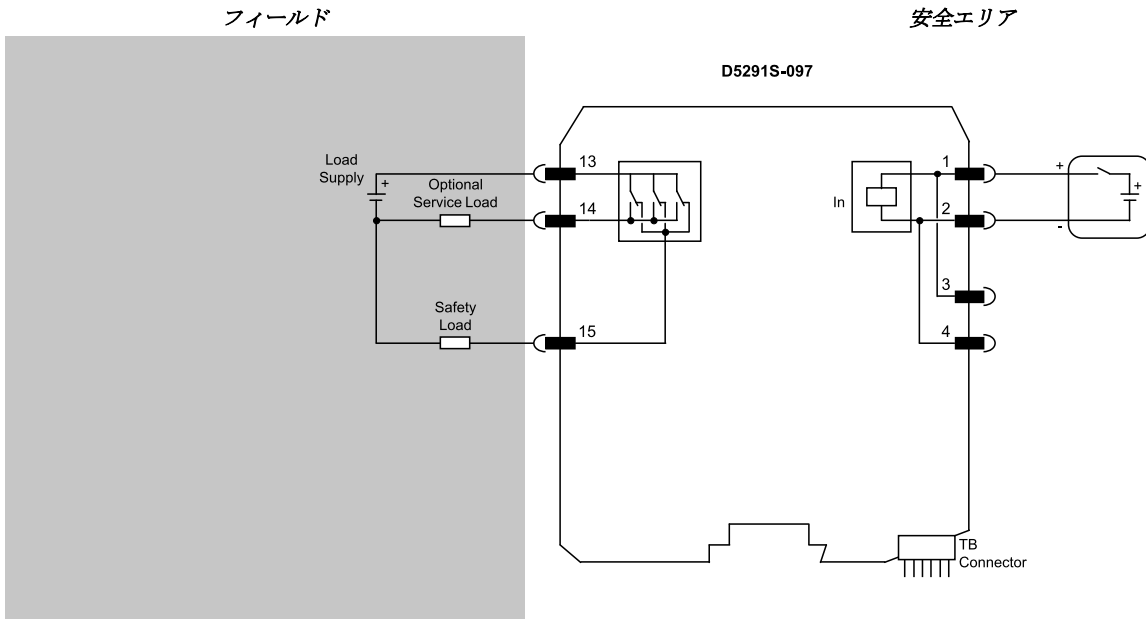 フィールド
安全エリア
D5291S-097
Load
Supply
+
Optional
Service Load
Safety
Load
13
14
15
In
1
2
3
4
+
-
+
TB
Connector